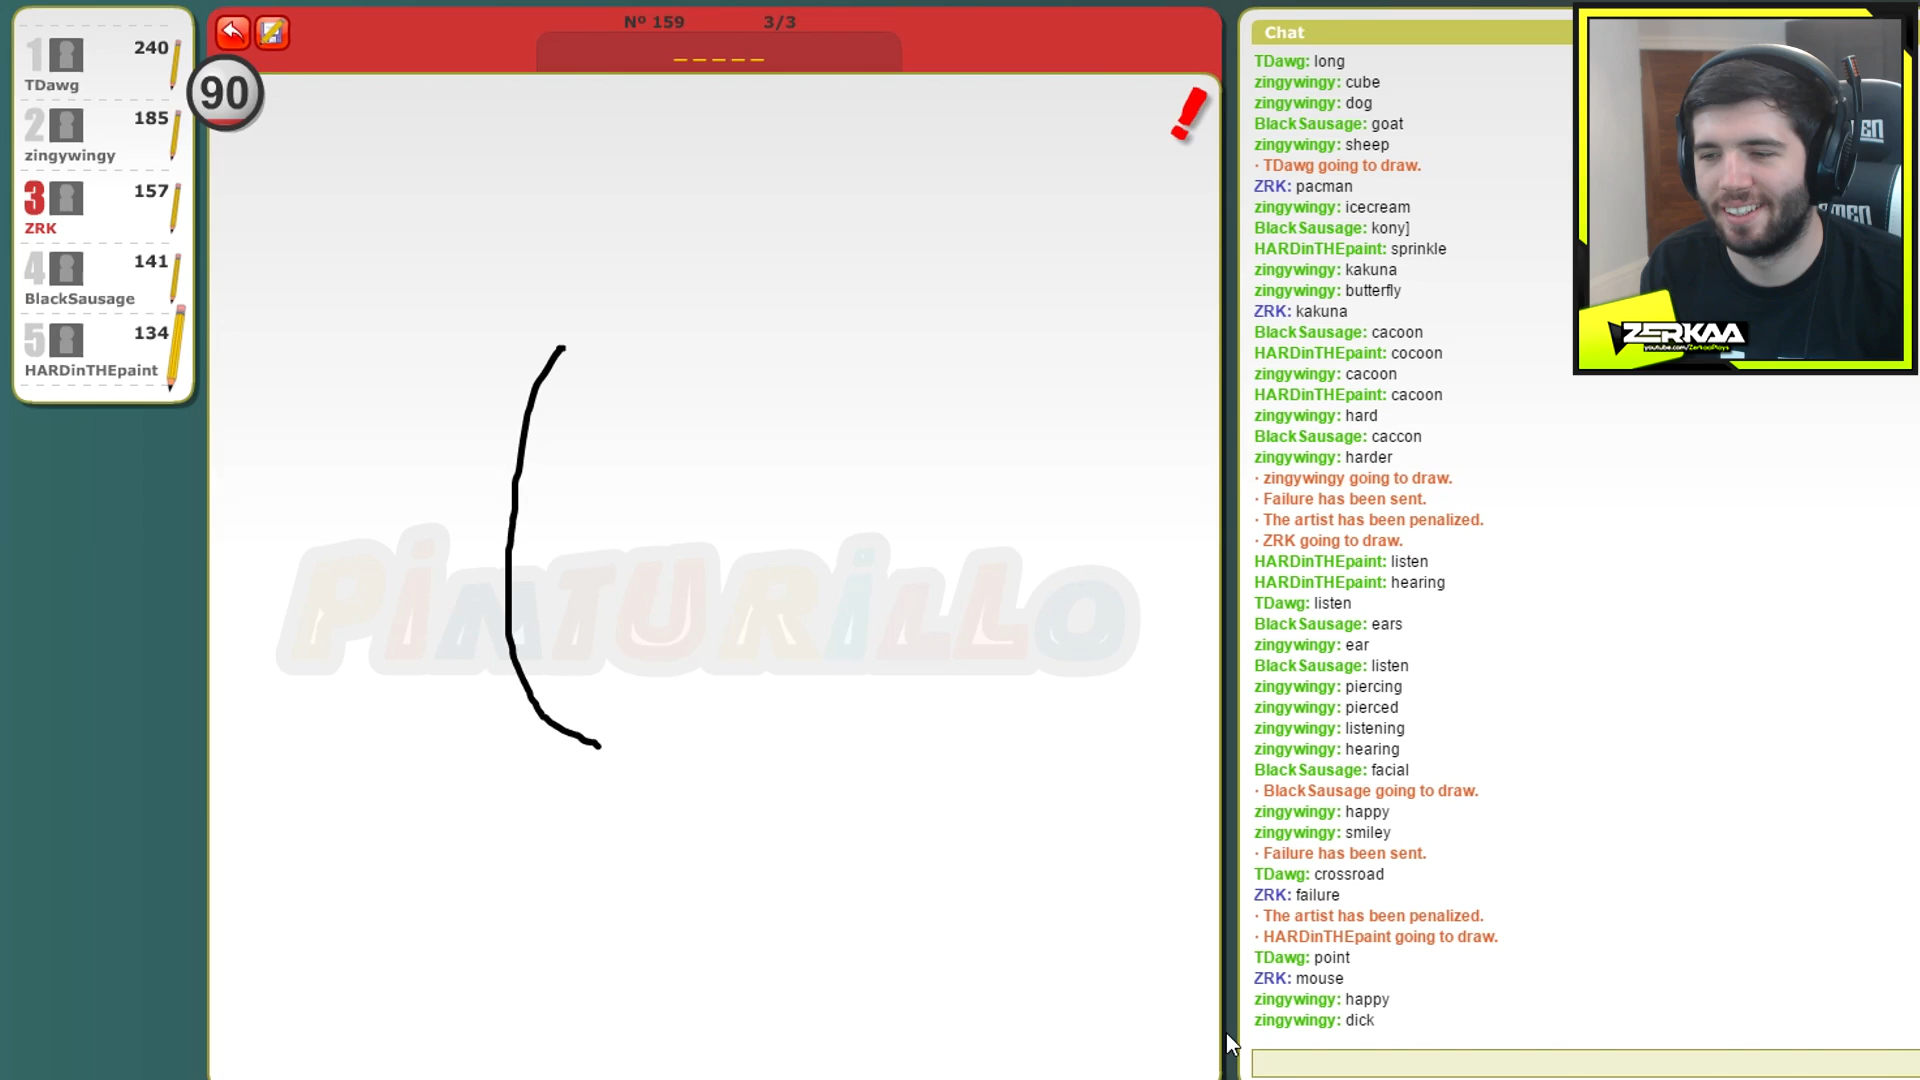 Nº 159 3/3
_ _ _ _ _
90
1 240
TDawg
2 185
zingywingy
3 157
ZRK
4 141
BlackSausage
5 134
HARDinTHEpaint
!
PINTURILLO
Chat
TDawg: long
zingywingy: cube
zingywingy: dog
BlackSausage: goat
zingywingy: sheep
· TDawg going to draw.
ZRK: pacman
zingywingy: icecream
BlackSausage: kony]
HARDinTHEpaint: sprinkle
zingywingy: kakuna
zingywingy: butterfly
ZRK: kakuna
BlackSausage: cacoon
HARDinTHEpaint: cocoon
zingywingy: cacoon
HARDinTHEpaint: cacoon
zingywingy: hard
BlackSausage: caccon
zingywingy: harder
· zingywingy going to draw.
· Failure has been sent.
· The artist has been penalized.
· ZRK going to draw.
HARDinTHEpaint: listen
HARDinTHEpaint: hearing
TDawg: listen
BlackSausage: ears
zingywingy: ear
BlackSausage: listen
zingywingy: piercing
zingywingy: pierced
zingywingy: listening
zingywingy: hearing
BlackSausage: facial
· BlackSausage going to draw.
zingywingy: happy
zingywingy: smiley
· Failure has been sent.
TDawg: crossroad
ZRK: failure
· The artist has been penalized.
· HARDinTHEpaint going to draw.
TDawg: point
ZRK: mouse
zingywingy: happy
zingywingy: dick
ZERKAA
youtube.com/ZerkaaPlays